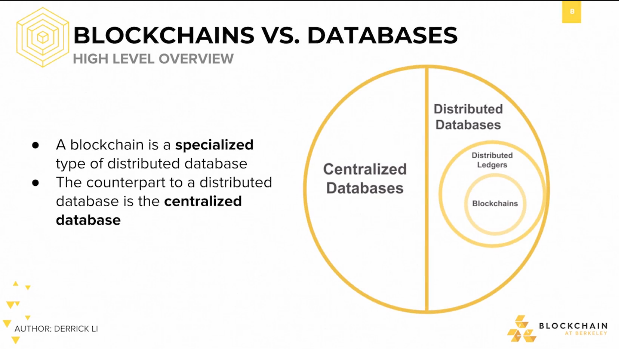 BLOCKCHAINS VS. DATABASES
HIGH LEVEL OVERVIEW
● A blockchain is a specialized
type of distributed database
● The counterpart to a distributed
database is the centralized
database
Centralized
Databases
Distributed
Databases
Distributed
Ledgers
Blockchains
AUTHOR: DERRICK LI
BLOCKCHAIN
AT BERKELEY